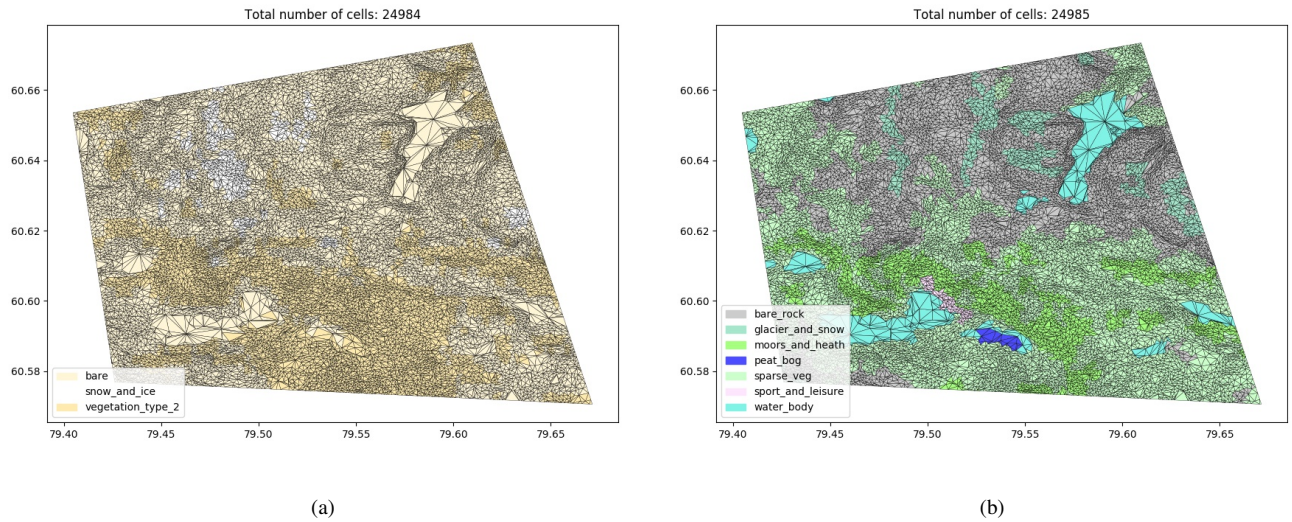 Total number of cells: 24984
60.66
60.64
60.62
60.60
60.58
bare
snow_and_ice
vegetation_type_2
79.40
79.45
79.50
79.55
79.60
79.65
(a)
Total number of cells: 24985
60.66
60.64
60.62
60.60
60.58
bare_rock
glacier_and_snow
moors_and_heath
peat_bog
sparse_veg
sport_and_leisure
water_body
79.40
79.45
79.50
79.55
79.60
79.65
(b)